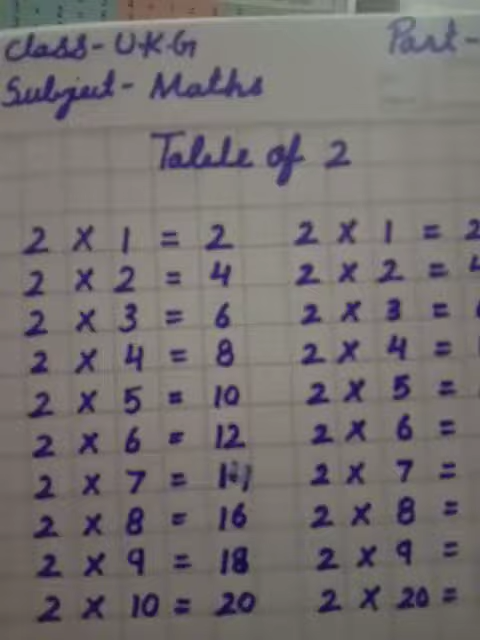 Class- U.K.G Part-
Subject- Maths
Table of 2
2 X 1 = 2 2 X 1 = 2
2 X 2 = 4 2 X 2 = 4
2 X 3 = 6 2 X 3 =
2 X 4 = 8 2 X 4 =
2 X 5 = 10 2 X 5 =
2 X 6 = 12 2 X 6 =
2 X 7 = 2 X 7 =
2 X 8 = 16 2 X 8 =
2 X 9 = 18 2 X 9 =
2 X 10 = 20 2 X 20 =